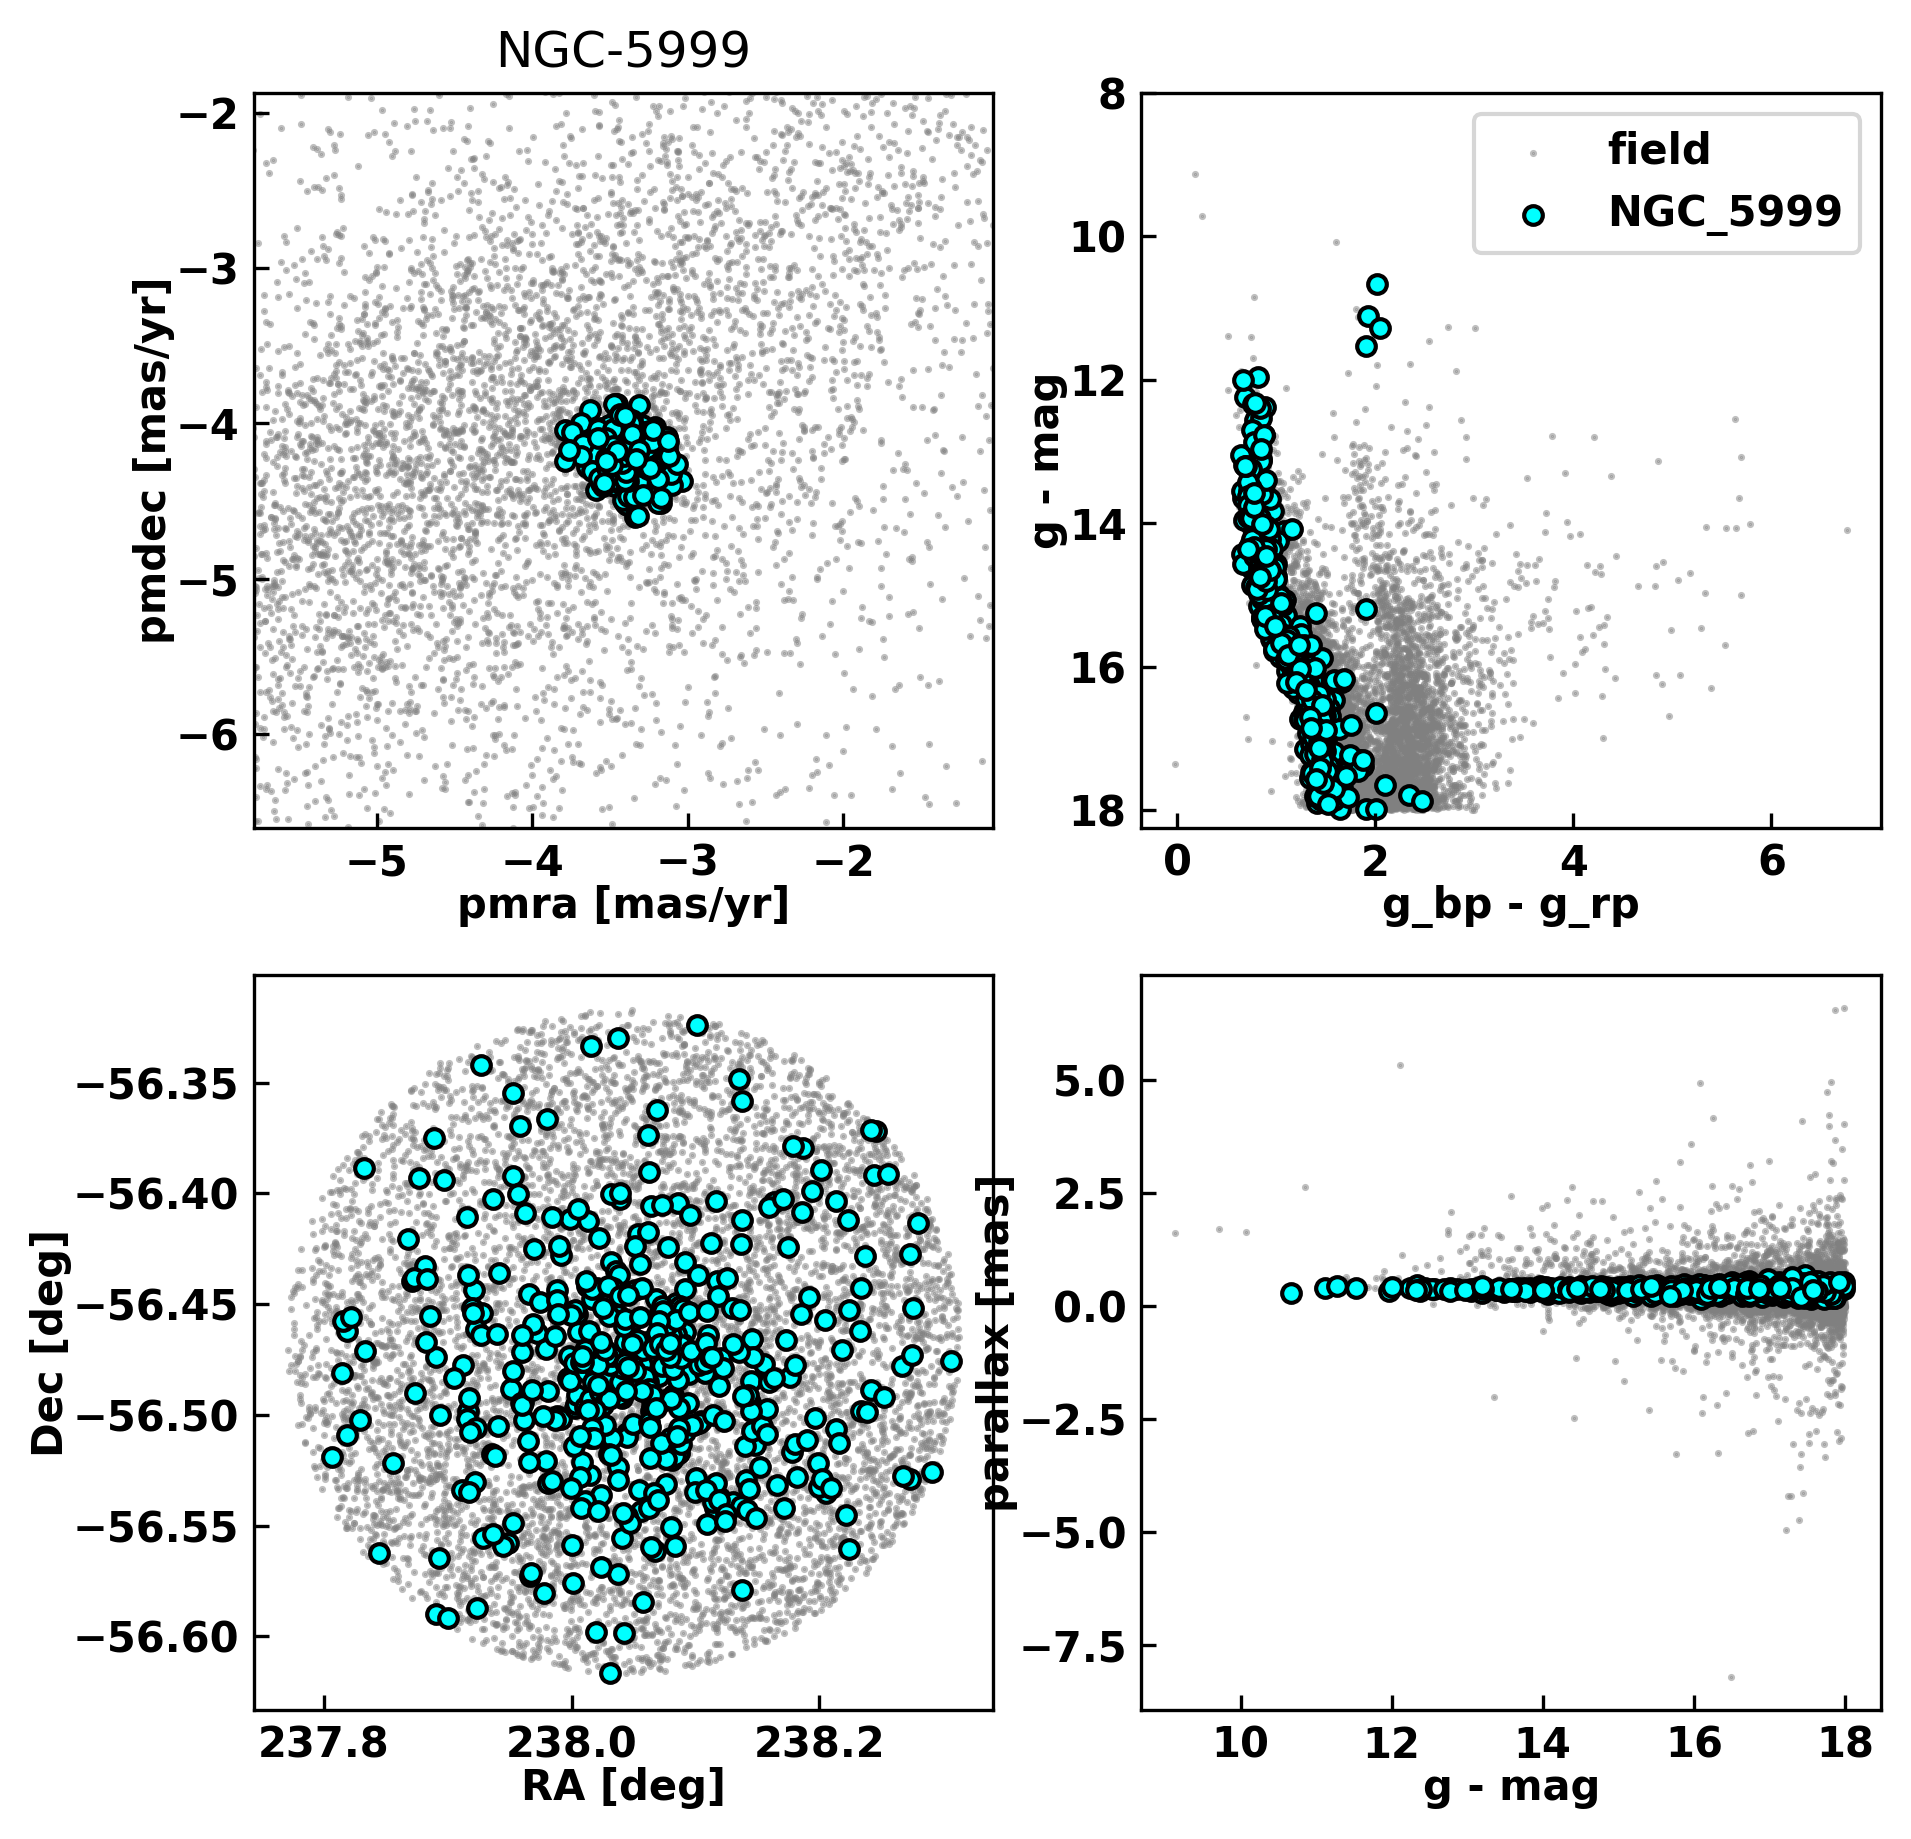 NGC-5999
−2
−3
−4
−5
−6
pmdec [mas/yr]
−5 −4 −3 −2
pmra [mas/yr]
8
10
12
14
16
18
g - mag
field
NGC_5999
0 2 4 6
g_bp - g_rp
−56.35
−56.40
−56.45
−56.50
−56.55
−56.60
Dec [deg]
237.8 238.0 238.2
RA [deg]
5.0
2.5
0.0
−2.5
−5.0
−7.5
parallax [mas]
10 12 14 16 18
g - mag